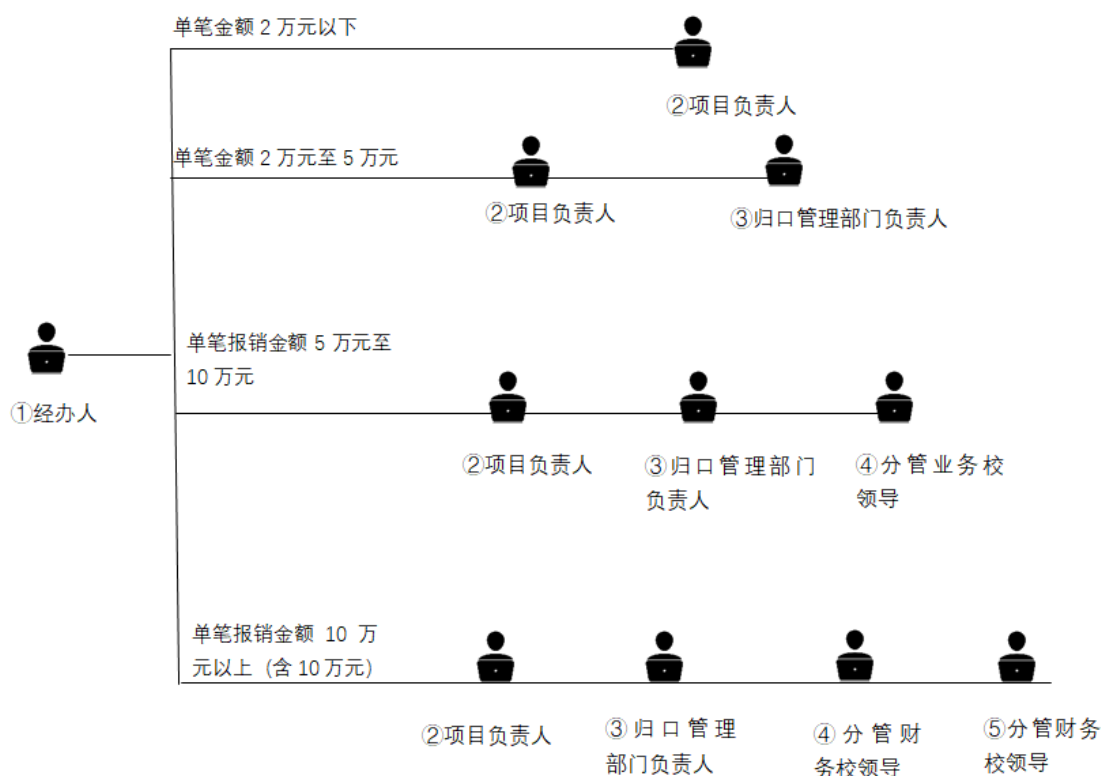 单笔金额 2 万元以下
②项目负责人
单笔金额 2 万元至 5 万元
②项目负责人
③归口管理部门负责人
单笔报销金额 5 万元至
10 万元
①经办人
②项目负责人
③归口管理部门
负责人
④分管业务校
领导
单笔报销金额 10 万
元以上（含 10 万元）
②项目负责人
③归口管理
部门负责人
④分管财
务校领导
⑤分管财务
校领导